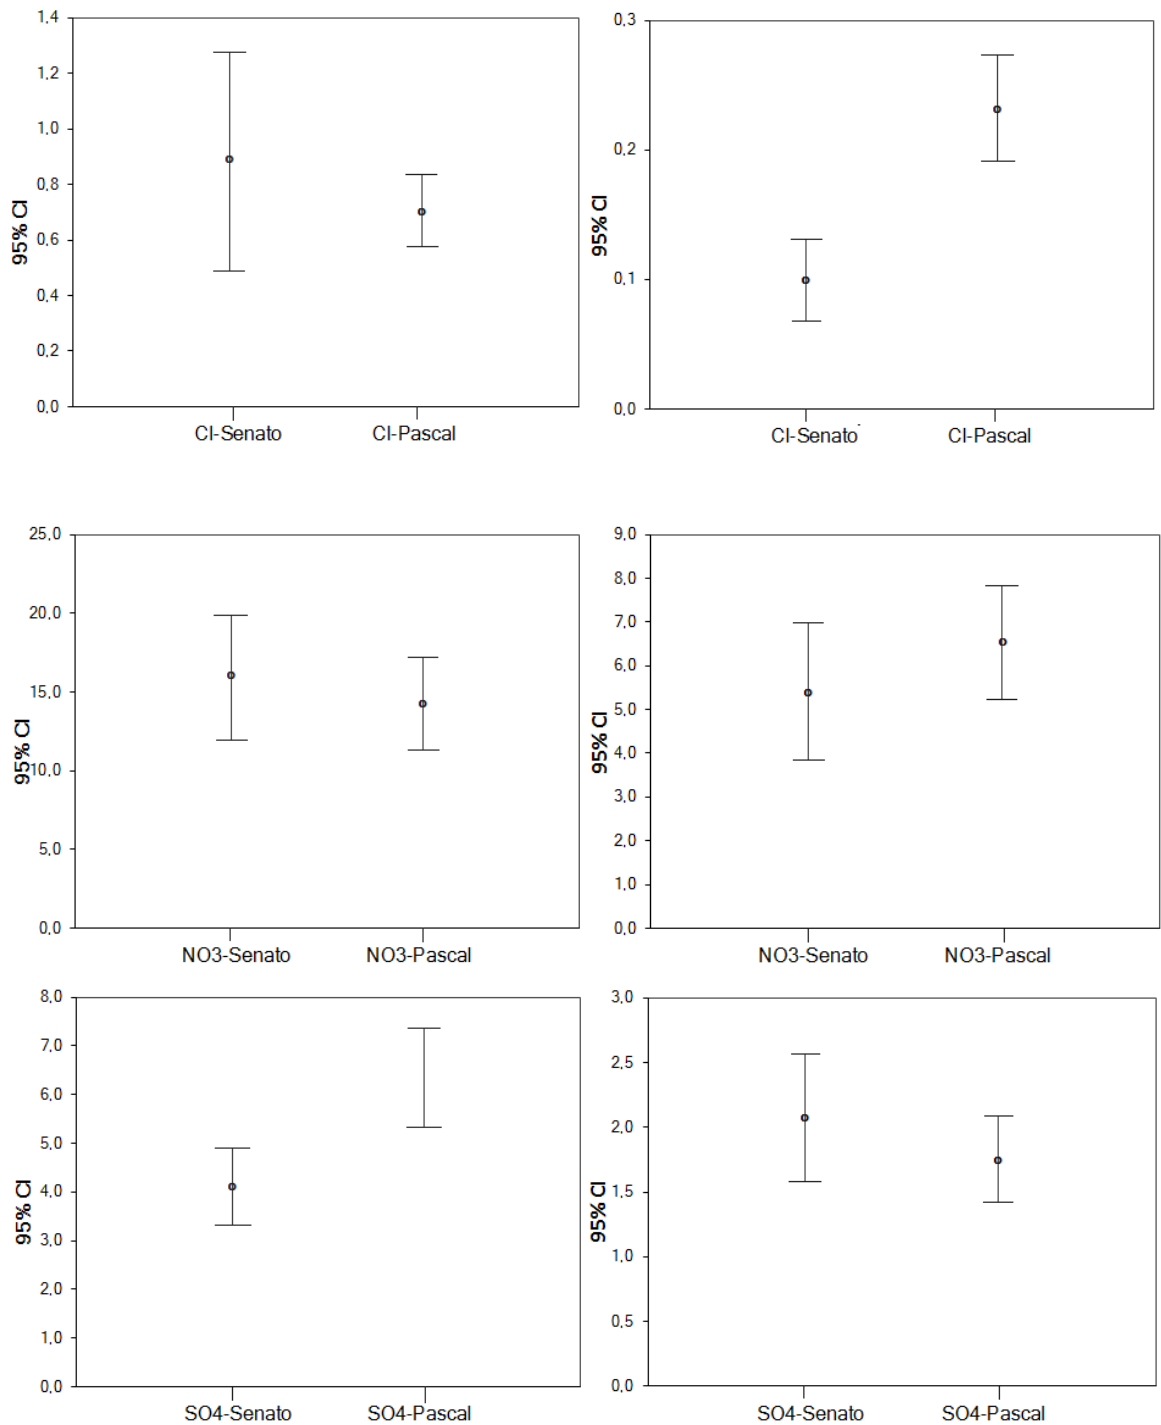 1,4
1,2
1,0
0,8
0,6
0,4
0,2
0,0
95% CI
Cl-Senato
Cl-Pascal
0,3
0,2
0,1
0,0
95% CI
Cl-Senato
Cl-Pascal
25,0
20,0
15,0
10,0
5,0
0,0
95% CI
NO3-Senato
NO3-Pascal
9,0
8,0
7,0
6,0
5,0
4,0
3,0
2,0
1,0
0,0
95% CI
NO3-Senato
NO3-Pascal
8,0
7,0
6,0
5,0
4,0
3,0
2,0
1,0
0,0
95% CI
SO4-Senato
SO4-Pascal
3,0
2,5
2,0
1,5
1,0
0,5
0,0
95% CI
SO4-Senato
SO4-Pascal